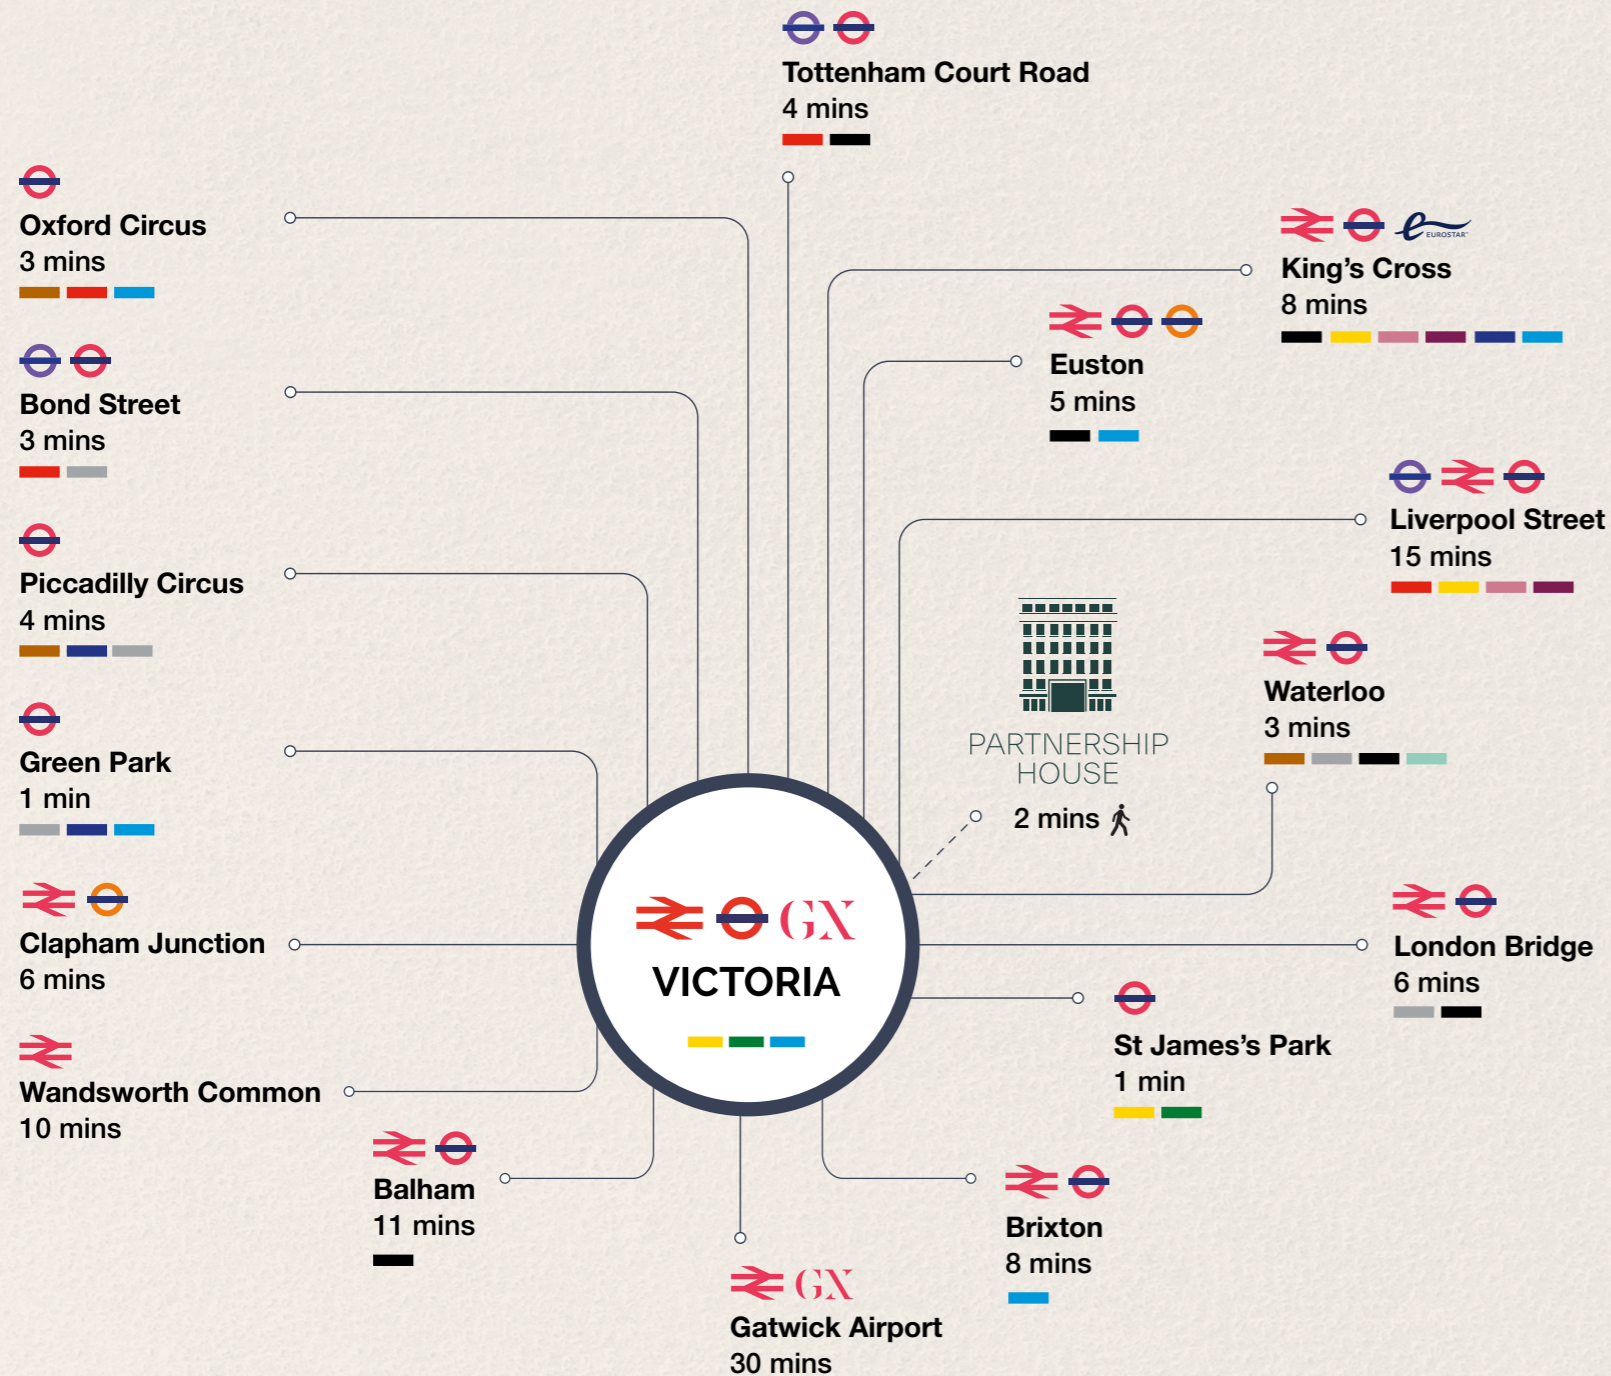 Tottenham Court Road
4 mins
Oxford Circus
3 mins
EUROSTAR
King's Cross
8 mins
Euston
5 mins
Bond Street
3 mins
Liverpool Street
15 mins
Piccadilly Circus
4 mins
Waterloo
3 mins
PARTNERSHIP
HOUSE
2 mins
Green Park
1 min
Clapham Junction
6 mins
GX
VICTORIA
London Bridge
6 mins
St James's Park
1 min
Wandsworth Common
10 mins
Balham
11 mins
Brixton
8 mins
GX
Gatwick Airport
30 mins